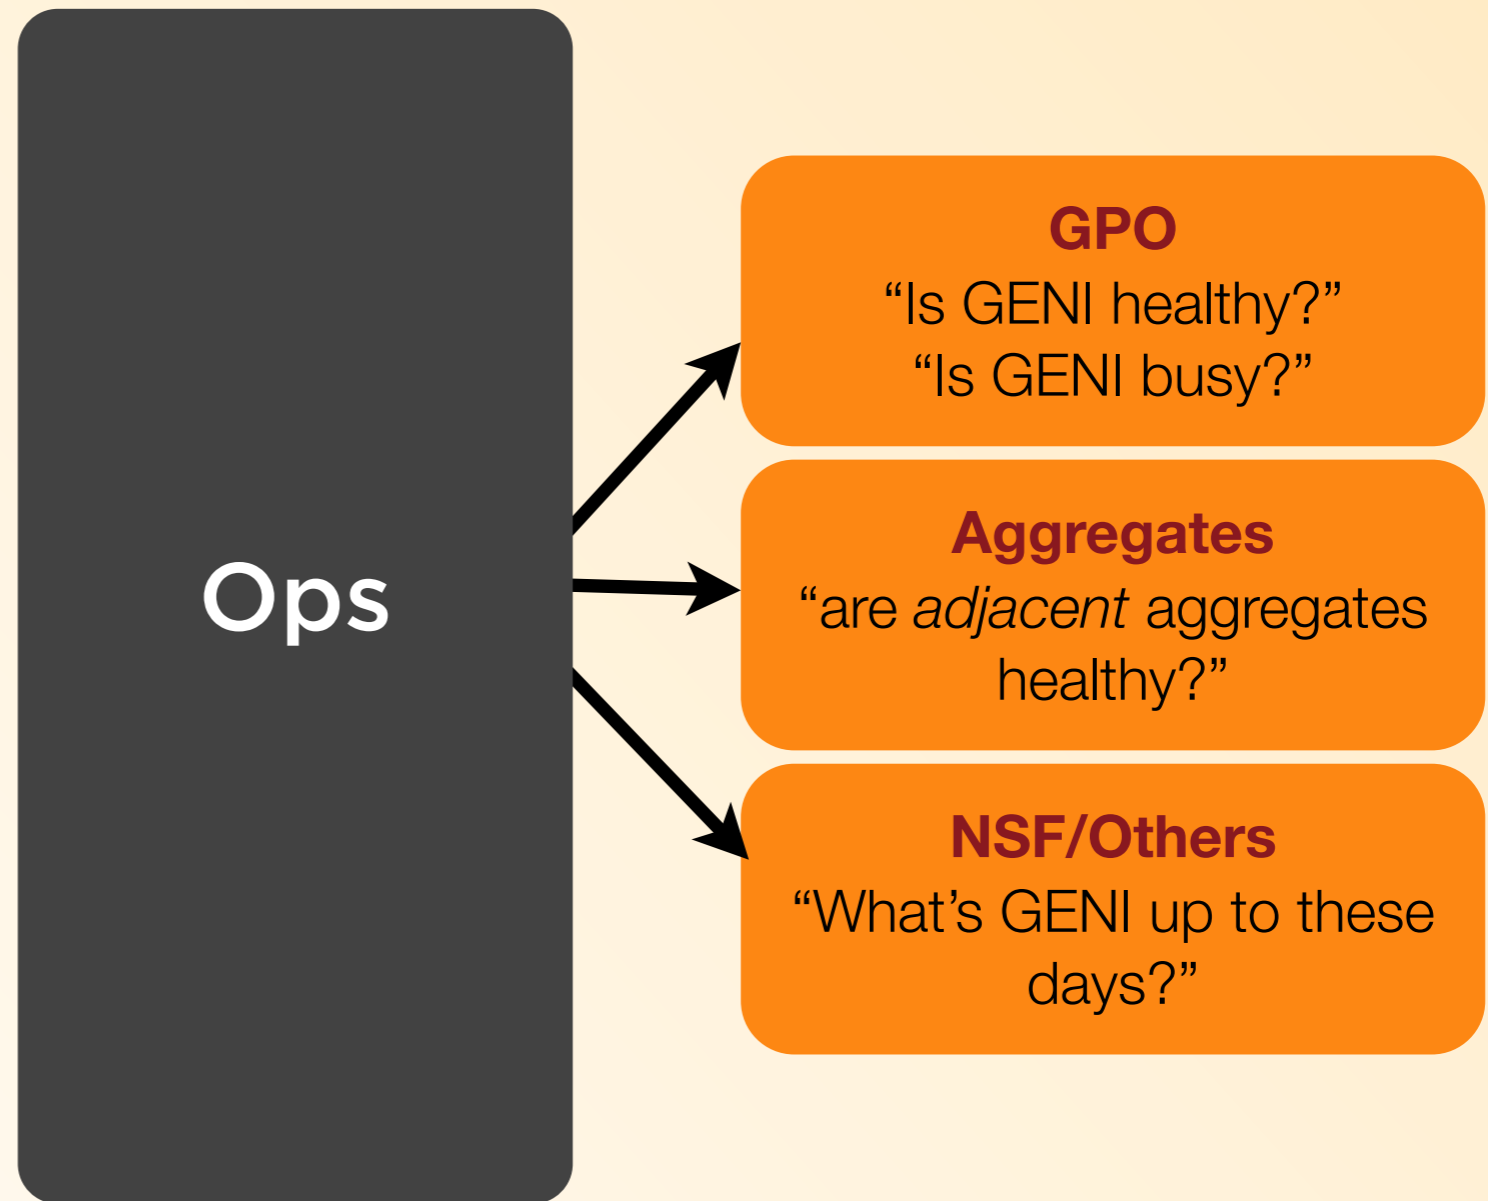 Ops
GPO
“Is GENI healthy?”
“Is GENI busy?”
Aggregates
“are adjacent aggregates
healthy?”
NSF/Others
“What’s GENI up to these
days?”